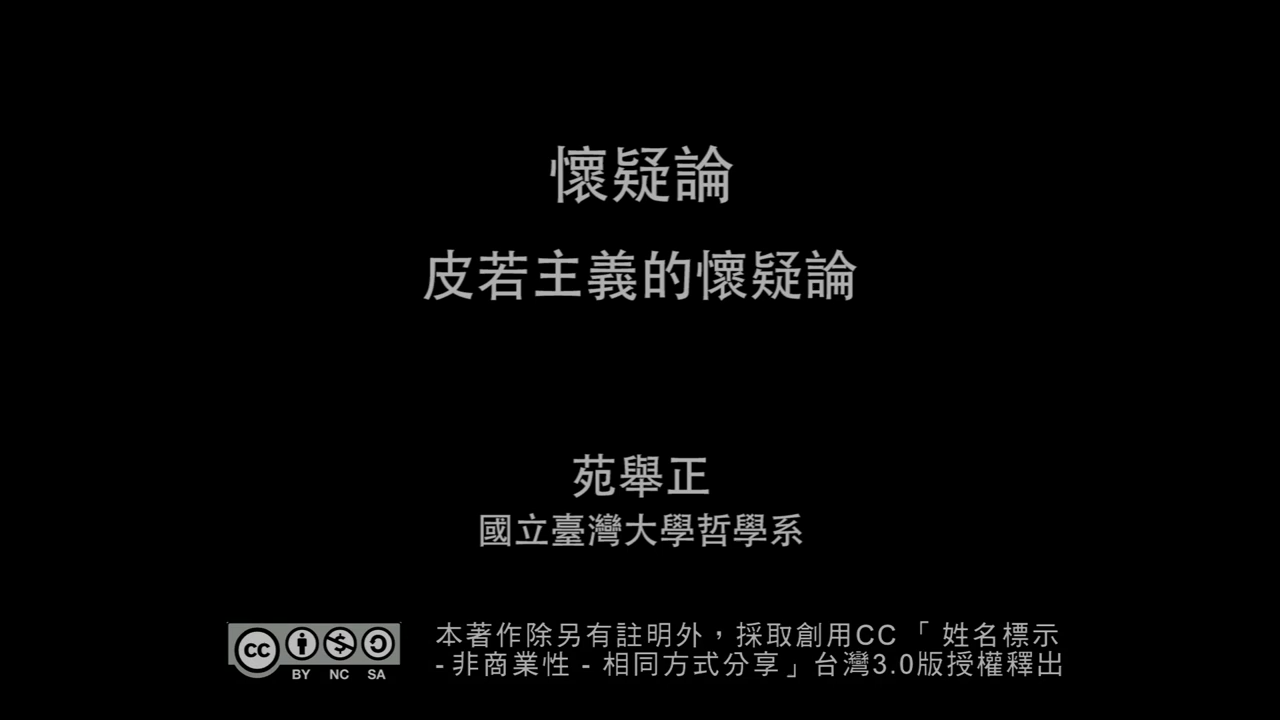 懷疑論
皮若主義的懷疑論
苑舉正
國立臺灣大學哲學系
本著作除另有註明外，採取創用CC「 姓名標示
- 非商業性 - 相同方式分享」台灣3.0版授權釋出
cc
BY NC SA